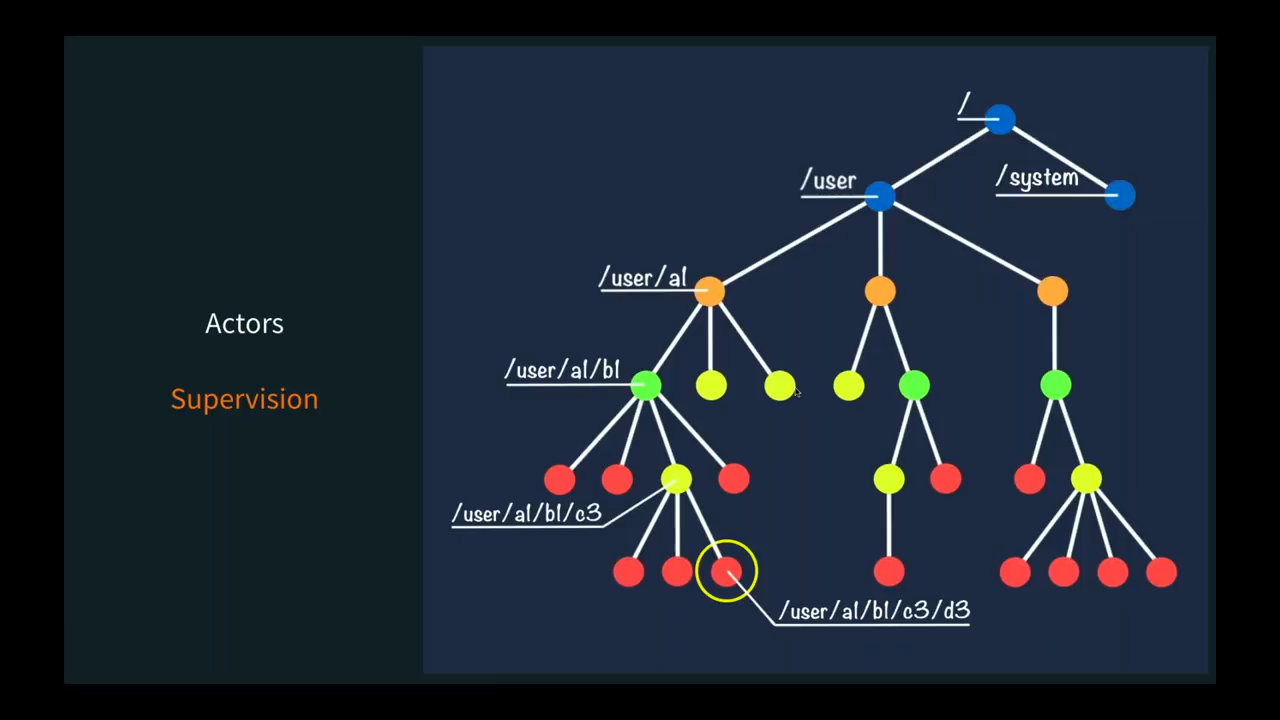 Actors
Supervision
/
/user
/system
/user/a1
/user/a1/b1
/user/a1/b1/c3
/user/a1/b1/c3/d3